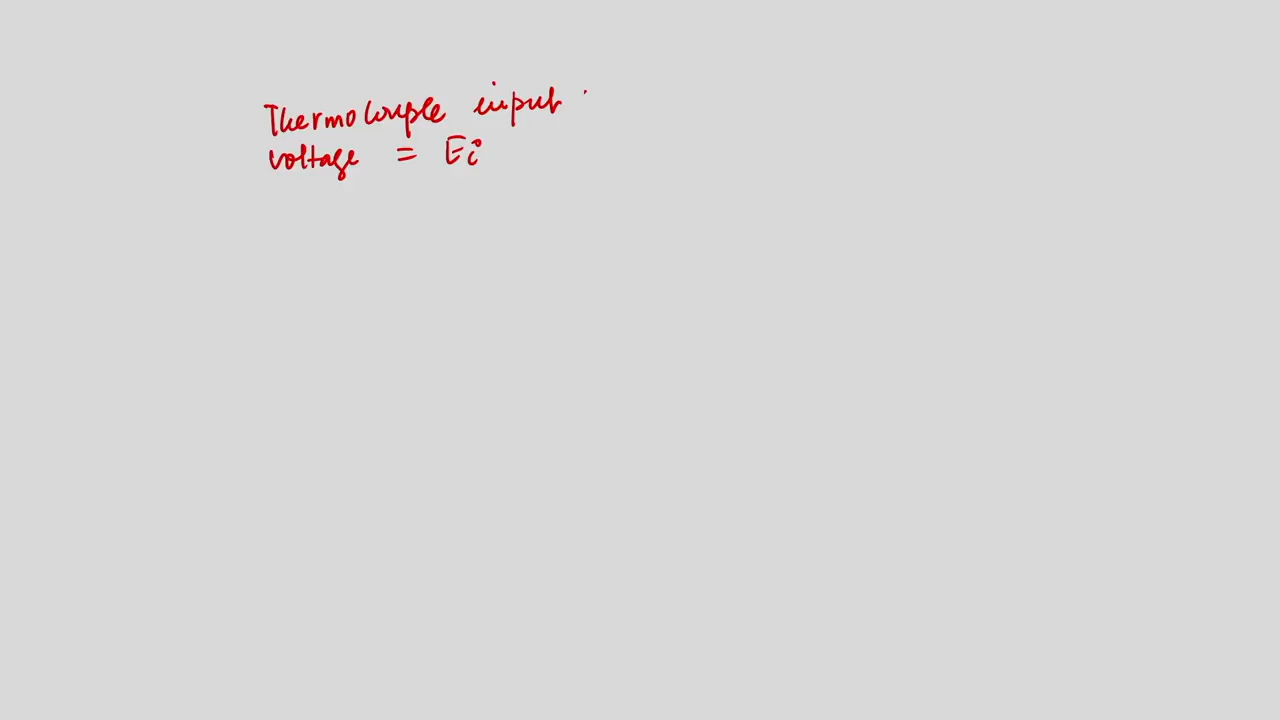 Thermocouple input
voltage = Ei